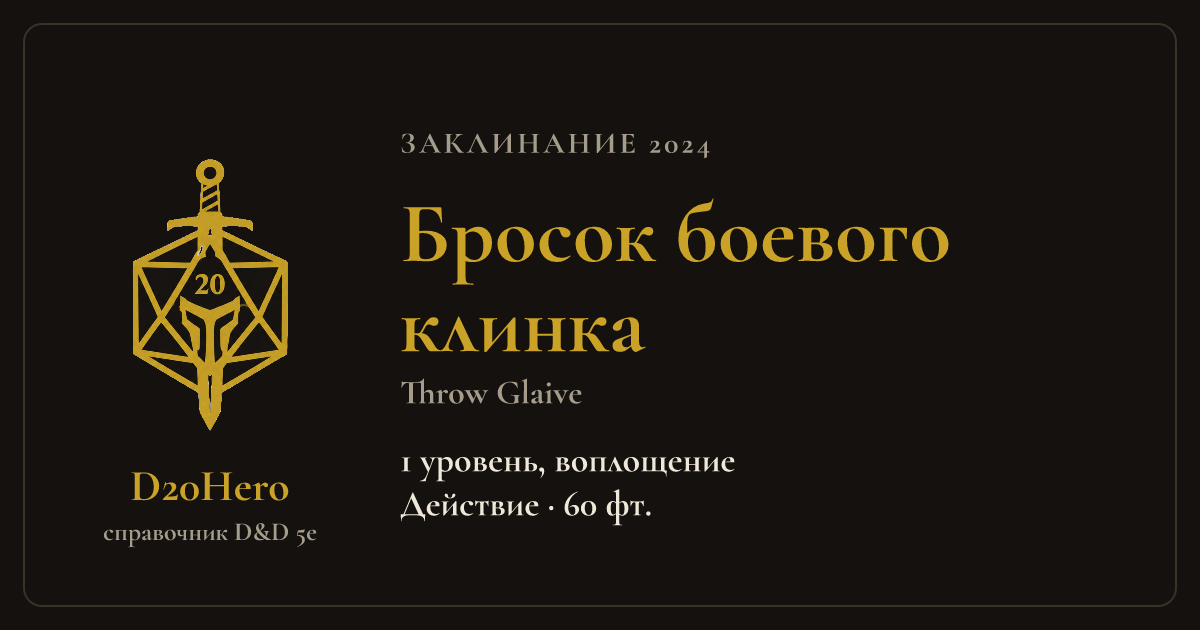 20
D20Hero
справочник D&D 5e
ЗАКЛИНАНИЕ 2024
Бросок боевого
клинка
Throw Glaive
1 уровень, воплощение
Действие · 60 фт.